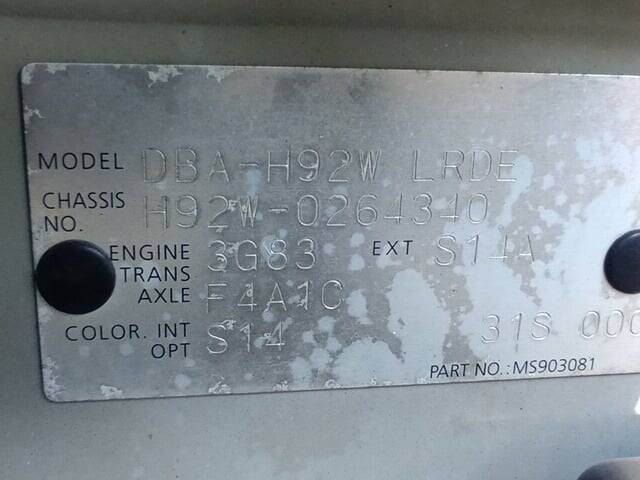 MODEL DBA-H92W LRDE
CHASSIS NO. H92W-0264340
ENGINE 3G83 EXT S14A
TRANS AXLE F4A1C
COLOR. INT S14 31S 000
OPT
PART NO.: MS903081